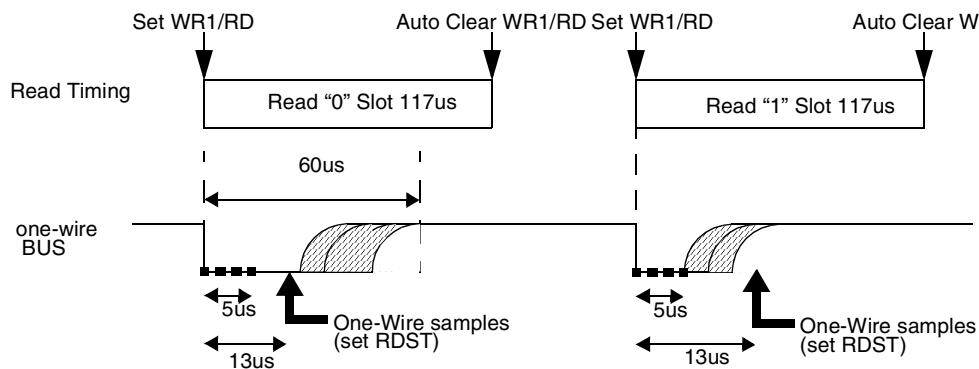 Set WR1/RD Auto Clear WR1/RD Set WR1/RD Auto Clear W
Read Timing
Read “0” Slot 117us
Read “1” Slot 117us
60us
one-wire
BUS
5us
One-Wire samples
(set RDST)
13us
5us
One-Wire samples
(set RDST)
13us